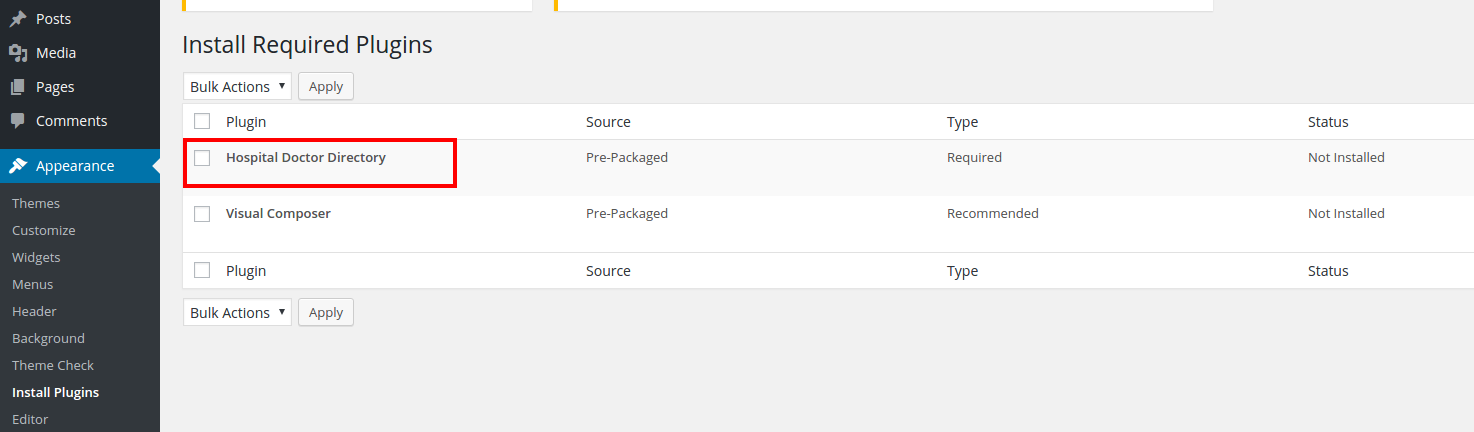 Posts
Media
Pages
Comments
Appearance
Themes
Customize
Widgets
Menus
Header
Background
Theme Check
Install Plugins
Editor
Install Required Plugins
Bulk Actions Apply
Plugin Source Type Status
Hospital Doctor Directory Pre-Packaged Required Not Installed
Visual Composer Pre-Packaged Recommended Not Installed
Plugin Source Type Status
Bulk Actions Apply